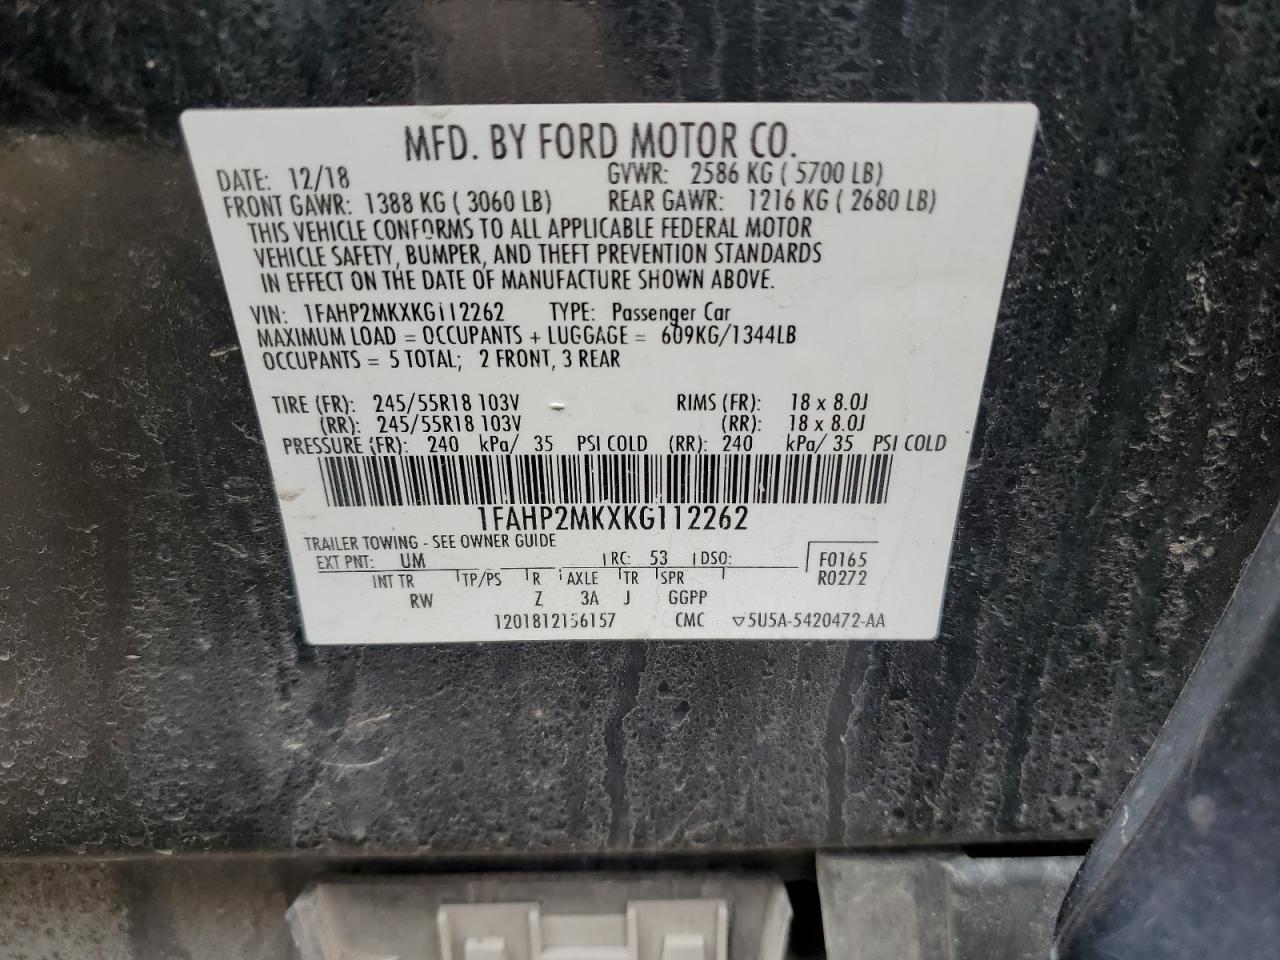 MFD. BY FORD MOTOR CO.
DATE: 12/18 GVWR: 2586 KG ( 5700 LB)
FRONT GAWR: 1388 KG ( 3060 LB) REAR GAWR: 1216 KG ( 2680 LB)
THIS VEHICLE CONFORMS TO ALL APPLICABLE FEDERAL MOTOR
VEHICLE SAFETY, BUMPER, AND THEFT PREVENTION STANDARDS
IN EFFECT ON THE DATE OF MANUFACTURE SHOWN ABOVE.
VIN: 1FAHP2MKXKG112262 TYPE: Passenger Car
MAXIMUM LOAD = OCCUPANTS + LUGGAGE = 609KG/1344LB
OCCUPANTS = 5 TOTAL; 2 FRONT, 3 REAR
TIRE (FR): 245/55R18 103V RIMS (FR): 18 x 8.0J
(RR): 245/55R18 103V (RR): 18 x 8.0J
PRESSURE (FR): 240 kPa/ 35 PSI COLD (RR): 240 kPa/ 35 PSI COLD
1FAHP2MKXKG112262
TRAILER TOWING - SEE OWNER GUIDE
EXT PNT: UM RC: 53 DSO: F0165
INT TR TP/PS R AXLE TR SPR R0272
RW Z 3A J GGPP
1201812156157 CMC ▽5U5A-5420472-AA